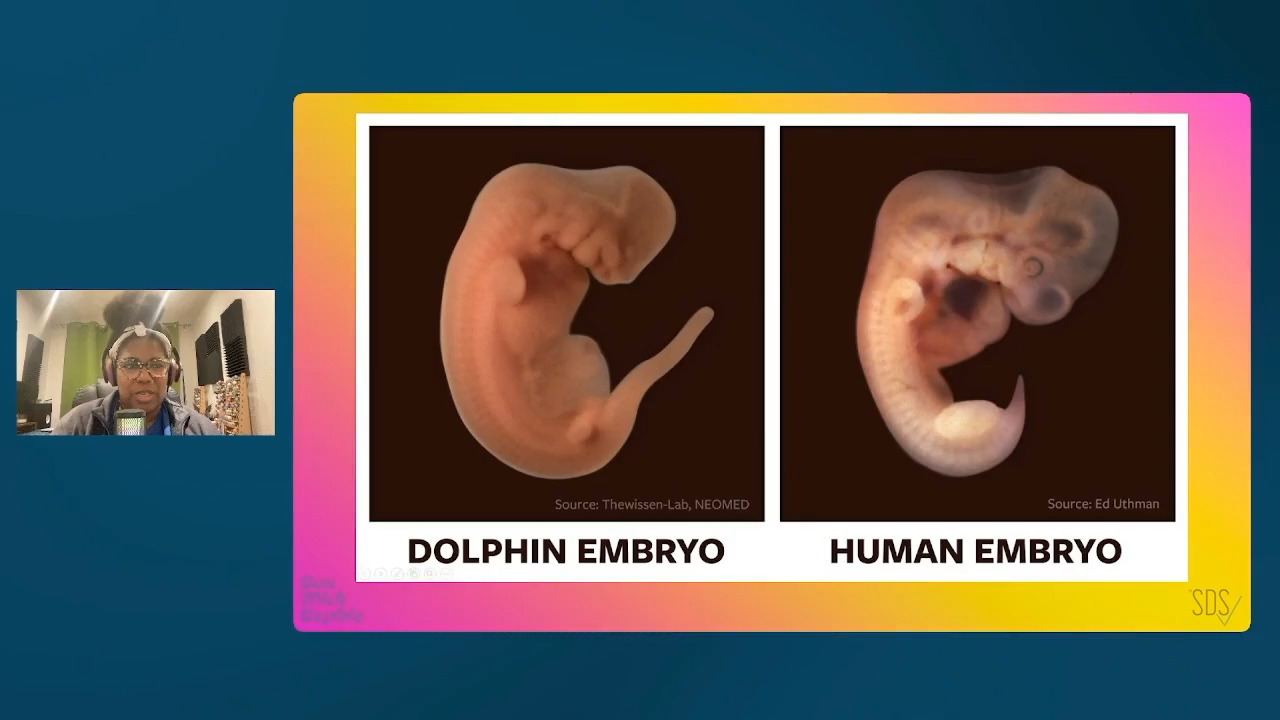 Source: Thewissen-Lab, NEOMED
Source: Ed Uthman
DOLPHIN EMBRYO
HUMAN EMBRYO
SDS